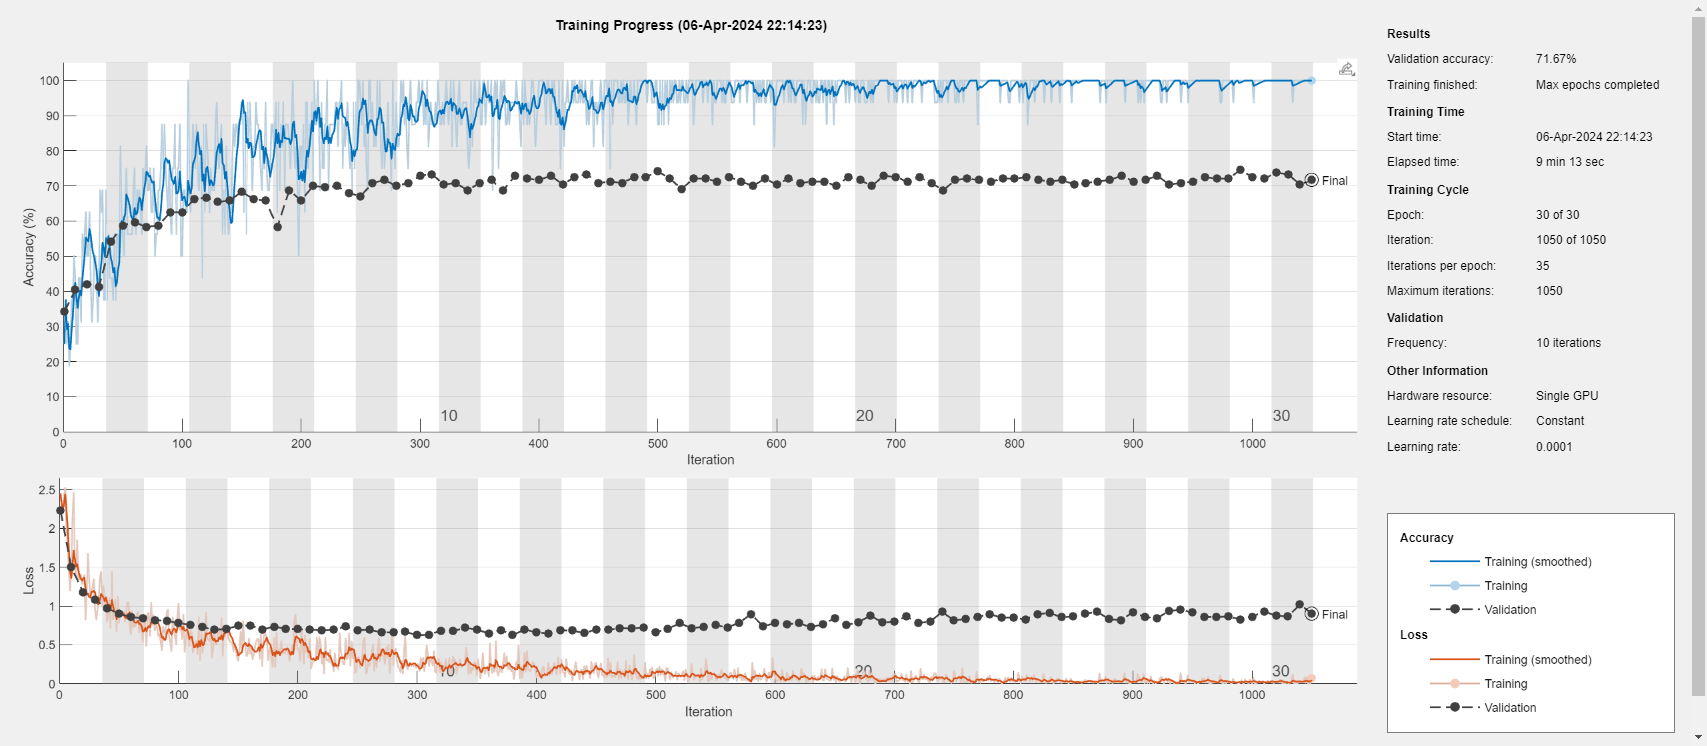 Training Progress (06-Apr-2024 22:14:23)
100
90
80
70
60
50
40
30
20
10
0
Accuracy (%)
Final
10
20
30
0 100 200 300 400 500 600 700 800 900 1000
Iteration
2.5
2
1.5
1
0.5
0
Loss
Final
10
20
30
0 100 200 300 400 500 600 700 800 900 1000
Iteration
Results
Validation accuracy: 71.67%
Training finished: Max epochs completed
Training Time
Start time: 06-Apr-2024 22:14:23
Elapsed time: 9 min 13 sec
Training Cycle
Epoch: 30 of 30
Iteration: 1050 of 1050
Iterations per epoch: 35
Maximum iterations: 1050
Validation
Frequency: 10 iterations
Other Information
Hardware resource: Single GPU
Learning rate schedule: Constant
Learning rate: 0.0001
Accuracy
Training (smoothed)
Training
Validation
Loss
Training (smoothed)
Training
Validation